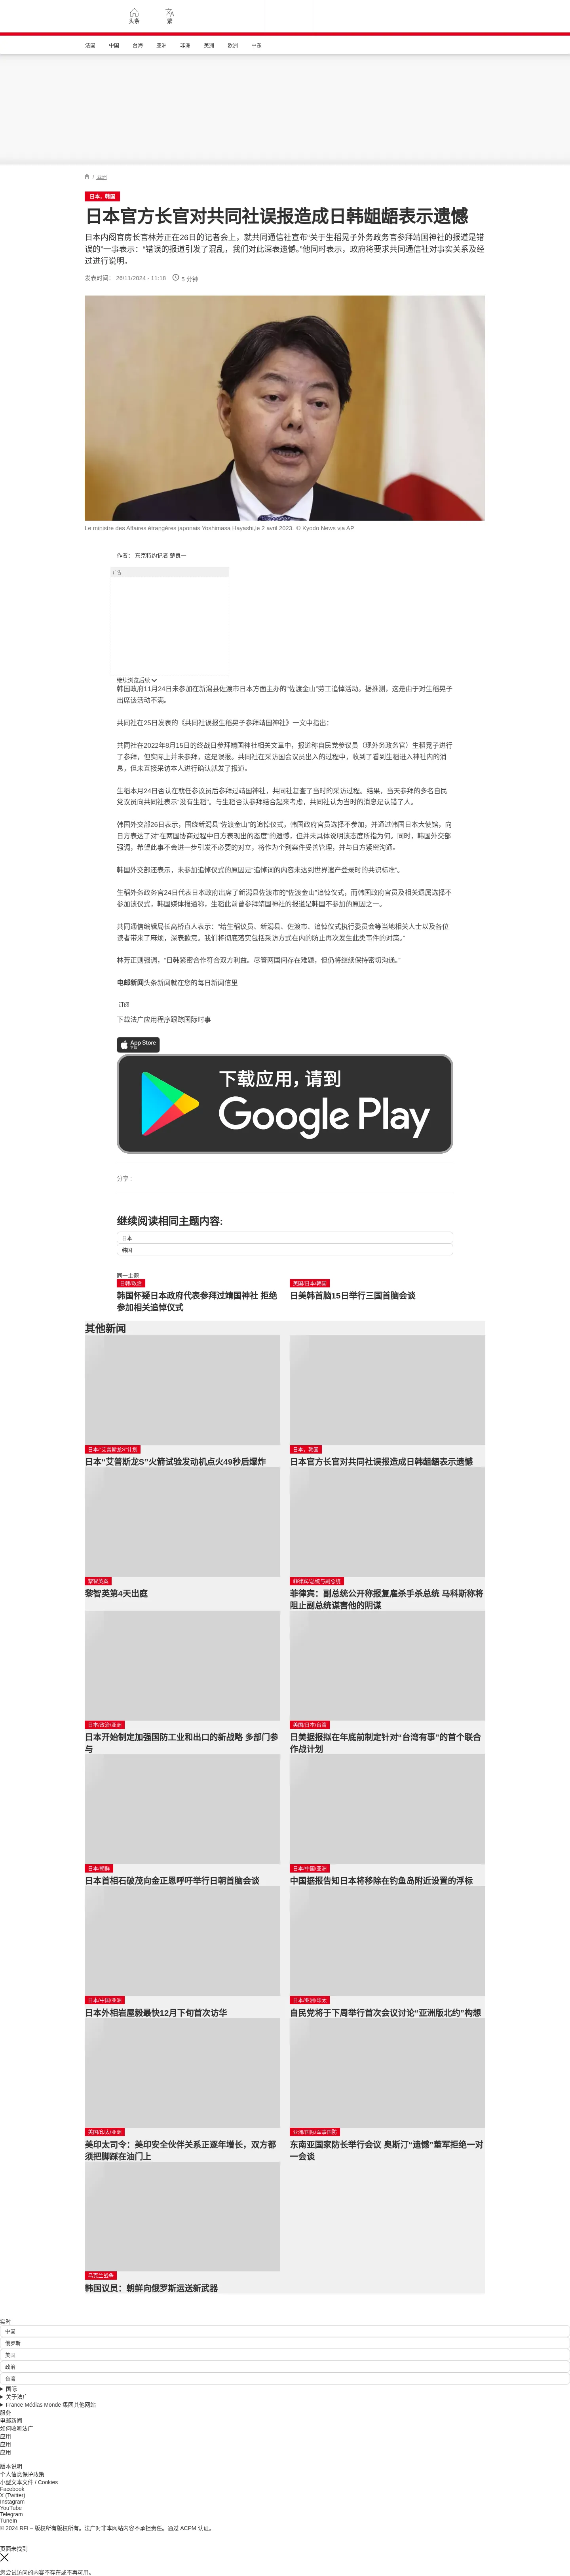 头条
繁
法国 中国 台海 亚洲 非洲 美洲 欧洲 中东
/ 亚洲
日本，韩国
日本官方长官对共同社误报造成日韩龃龉表示遗憾
日本内阁官房长官林芳正在26日的记者会上，就共同通信社宣布“关于生稻晃子外务政务官参拜靖国神社的报道是错误的”一事表示：“错误的报道引发了混乱，我们对此深表遗憾。”他同时表示，政府将要求共同通信社对事实关系及经过进行说明。
发表时间： 26/11/2024 - 11:18 5 分钟
Le ministre des Affaires étrangères japonais Yoshimasa Hayashi,le 2 avril 2023. © Kyodo News via AP
作者： 东京特约记者 楚良一
广告
继续浏览后续
韩国政府11月24日未参加在新潟县佐渡市日本方面主办的“佐渡金山”劳工追悼活动。据推测，这是由于对生稻晃子出席该活动不满。
共同社在25日发表的《共同社误报生稻晃子参拜靖国神社》一文中指出：
共同社在2022年8月15日的终战日参拜靖国神社相关文章中，报道称自民党参议员（现外务政务官）生稻晃子进行了参拜，但实际上并未参拜，这是误报。共同社在采访国会议员出入的过程中，收到了看到生稻进入神社内的消息，但未直接采访本人进行确认就发了报道。
生稻本月24日否认在就任参议员后参拜过靖国神社，共同社复查了当时的采访过程。结果，当天参拜的多名自民党议员向共同社表示“没有生稻”。与生稻否认参拜结合起来考虑，共同社认为当时的消息是认错了人。
韩国外交部26日表示，围绕新潟县“佐渡金山”的追悼仪式，韩国政府官员选择不参加，并通过韩国日本大使馆，向日方表达了对“在两国协商过程中日方表现出的态度”的遗憾，但并未具体说明该态度所指为何。同时，韩国外交部强调，希望此事不会进一步引发不必要的对立，将作为个别案件妥善管理，并与日方紧密沟通。
韩国外交部还表示，未参加追悼仪式的原因是“追悼词的内容未达到世界遗产登录时的共识标准”。
生稻外务政务官24日代表日本政府出席了新潟县佐渡市的“佐渡金山”追悼仪式，而韩国政府官员及相关遗属选择不参加该仪式，韩国媒体报道称，生稻此前曾参拜靖国神社的报道是韩国不参加的原因之一。
共同通信编辑局长高桥直人表示：“给生稻议员、新潟县、佐渡市、追悼仪式执行委员会等当地相关人士以及各位读者带来了麻烦，深表歉意。我们将彻底落实包括采访方式在内的防止再次发生此类事件的对策。”
林芳正则强调，“日韩紧密合作符合双方利益。尽管两国间存在难题，但仍将继续保持密切沟通。”
电邮新闻头条新闻就在您的每日新闻信里
订阅
下载法广应用程序跟踪国际时事
App Store
下载
下载应用，请到
Google Play
分享 :
继续阅读相同主题内容:
日本
韩国
同一主题
日韩/政治
韩国怀疑日本政府代表参拜过靖国神社 拒绝参加相关追悼仪式
美国/日本/韩国
日美韩首脑15日举行三国首脑会谈
其他新闻
日本/“艾普斯龙S”计划
日本“艾普斯龙S”火箭试验发动机点火49秒后爆炸
日本，韩国
日本官方长官对共同社误报造成日韩龃龉表示遗憾
黎智英案
黎智英第4天出庭
菲律宾/总统与副总统
菲律宾：副总统公开称报复雇杀手杀总统 马科斯称将阻止副总统谋害他的阴谋
日本/政治/亚洲
日本开始制定加强国防工业和出口的新战略 多部门参与
美国/日本/台湾
日美据报拟在年底前制定针对“台湾有事”的首个联合作战计划
日本/朝鲜
日本首相石破茂向金正恩呼吁举行日朝首脑会谈
日本/中国/亚洲
中国据报告知日本将移除在钓鱼岛附近设置的浮标
日本/中国/亚洲
日本外相岩屋毅最快12月下旬首次访华
日本/亚洲/印太
自民党将于下周举行首次会议讨论“亚洲版北约”构想
美国/印太/亚洲
美印太司令：美印安全伙伴关系正逐年增长，双方都须把脚踩在油门上
亚洲/国际/军事国防
东南亚国家防长举行会议 奥斯汀“遗憾”董军拒绝一对一会谈
乌克兰战争
韩国议员：朝鲜向俄罗斯运送新武器
实时
中国
俄罗斯
美国
政治
台湾
国际
关于法广
France Médias Monde 集团其他网站
服务
电邮新闻
如何收听法广
应用
应用
应用
版本说明
个人信息保护政策
小型文本文件 / Cookies
Facebook
X (Twitter)
Instagram
YouTube
Telegram
TuneIn
© 2024 RFI – 版权所有版权所有。法广对非本网站内容不承担责任。通过 ACPM 认证。
页面未找到
您尝试访问的内容不存在或不再可用。